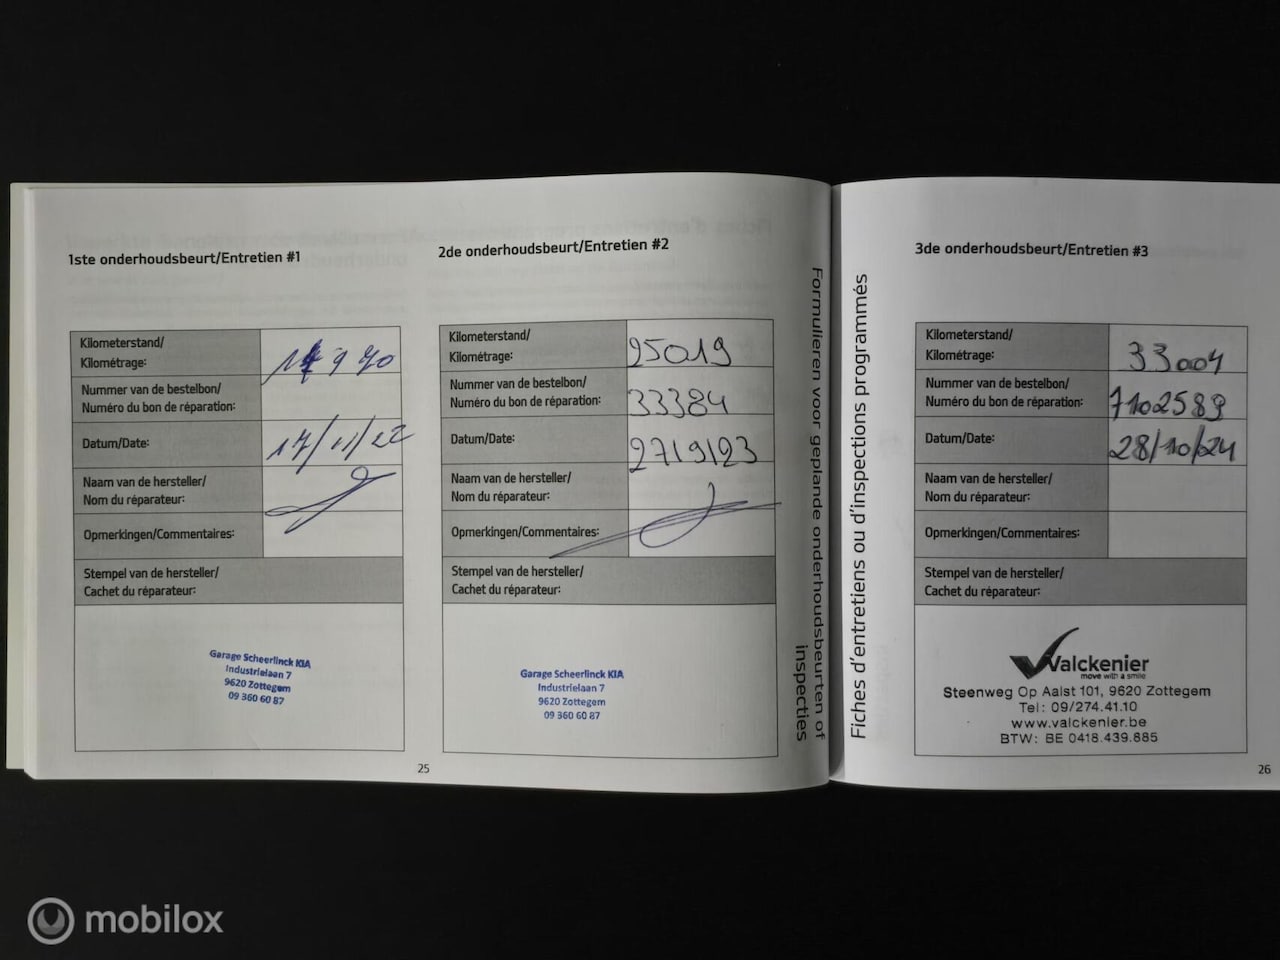 1ste onderhoudsbeurt/Entretien #1
Kilometerstand/
Kilométrage:
Nummer van de bestelbon/
Numéro du bon de réparation:
Datum/Date: 17/11/22
Naam van de hersteller/
Nom du réparateur:
Opmerkingen/Commentaires:
Stempel van de hersteller/
Cachet du réparateur:
Garage Scheerlinck KIA
Industrielaan 7
9620 Zottegem
09 360 60 87
2de onderhoudsbeurt/Entretien #2
Kilometerstand/
Kilométrage: 25019
Nummer van de bestelbon/
Numéro du bon de réparation: 33384
Datum/Date: 27/9/23
Naam van de hersteller/
Nom du réparateur:
Opmerkingen/Commentaires:
Stempel van de hersteller/
Cachet du réparateur:
Garage Scheerlinck KIA
Industrielaan 7
9620 Zottegem
09 360 60 87
25
Formulieren voor geplande onderhoudsbeurten of
inspecties
Fiches d'entretiens ou d'inspections programmés
3de onderhoudsbeurt/Entretien #3
Kilometerstand/
Kilométrage: 33004
Nummer van de bestelbon/
Numéro du bon de réparation: 7102589
Datum/Date: 28/10/24
Naam van de hersteller/
Nom du réparateur:
Opmerkingen/Commentaires:
Stempel van de hersteller/
Cachet du réparateur:
Valckenier
move with a smile
Steenweg Op Aalst 101, 9620 Zottegem
Tel: 09/274.41.10
www.valckenier.be
BTW: BE 0418.439.885
26
mobilox